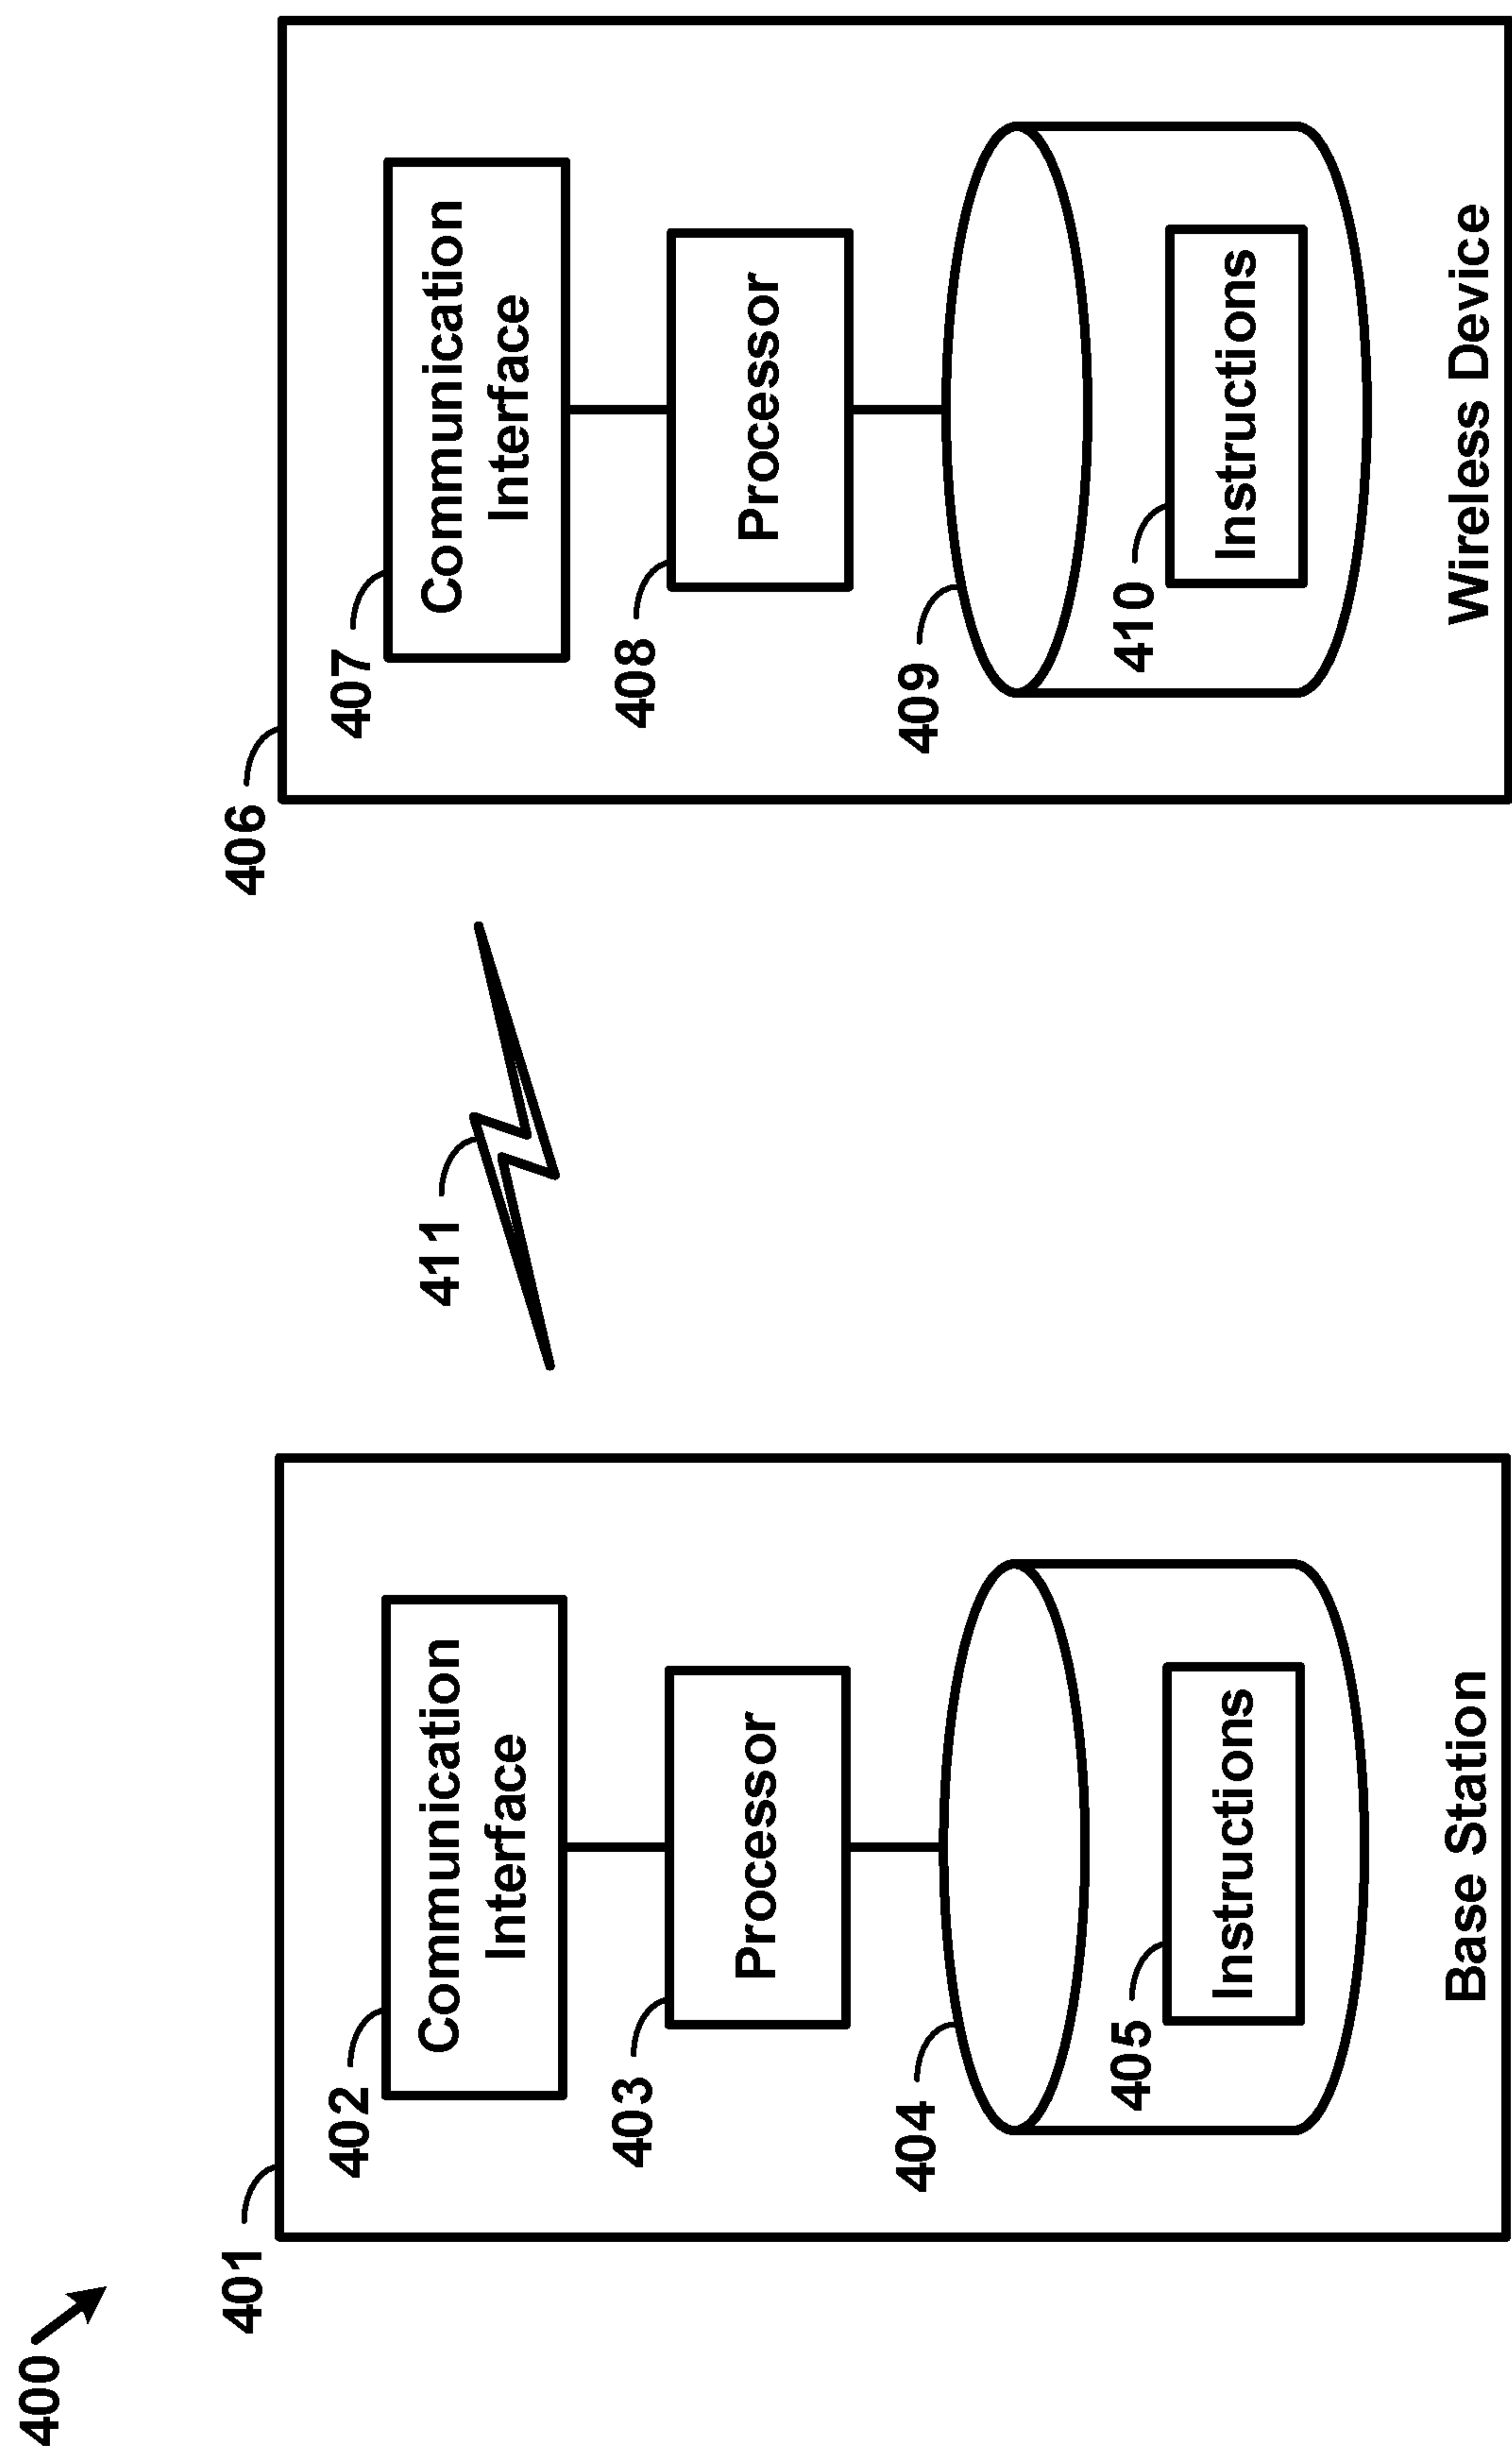 400
401
402
Communication
Interface
403
Processor
404
405
Instructions
Base Station
411
406
407
Communication
Interface
408
Processor
409
410
Instructions
Wireless Device